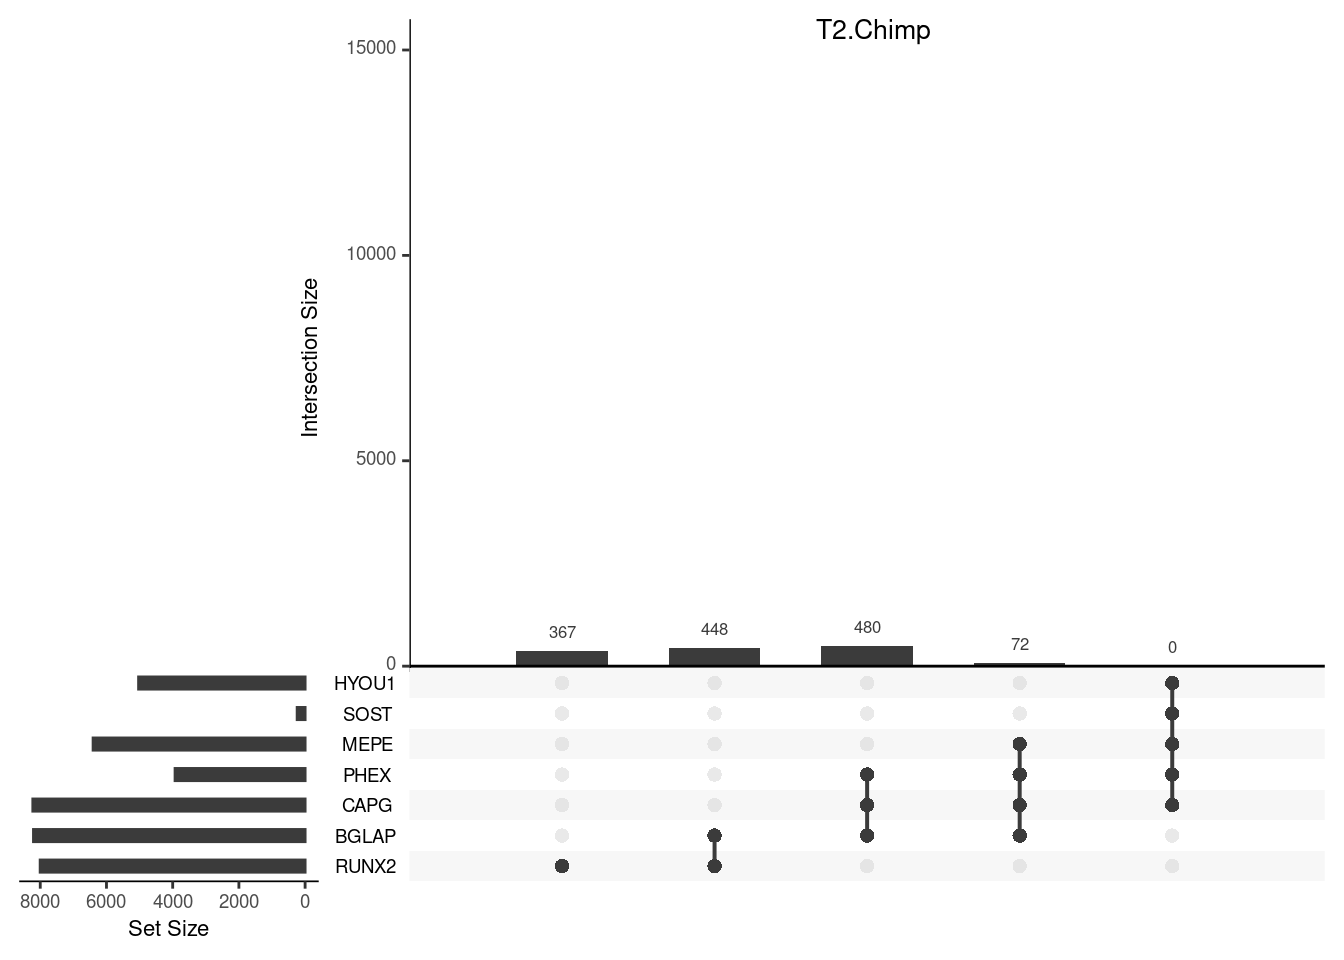 T2.Chimp
15000
10000
5000
0
Intersection Size
367
448
480
72
0
HYOU1
SOST
MEPE
PHEX
CAPG
BGLAP
RUNX2
8000 6000 4000 2000 0
Set Size